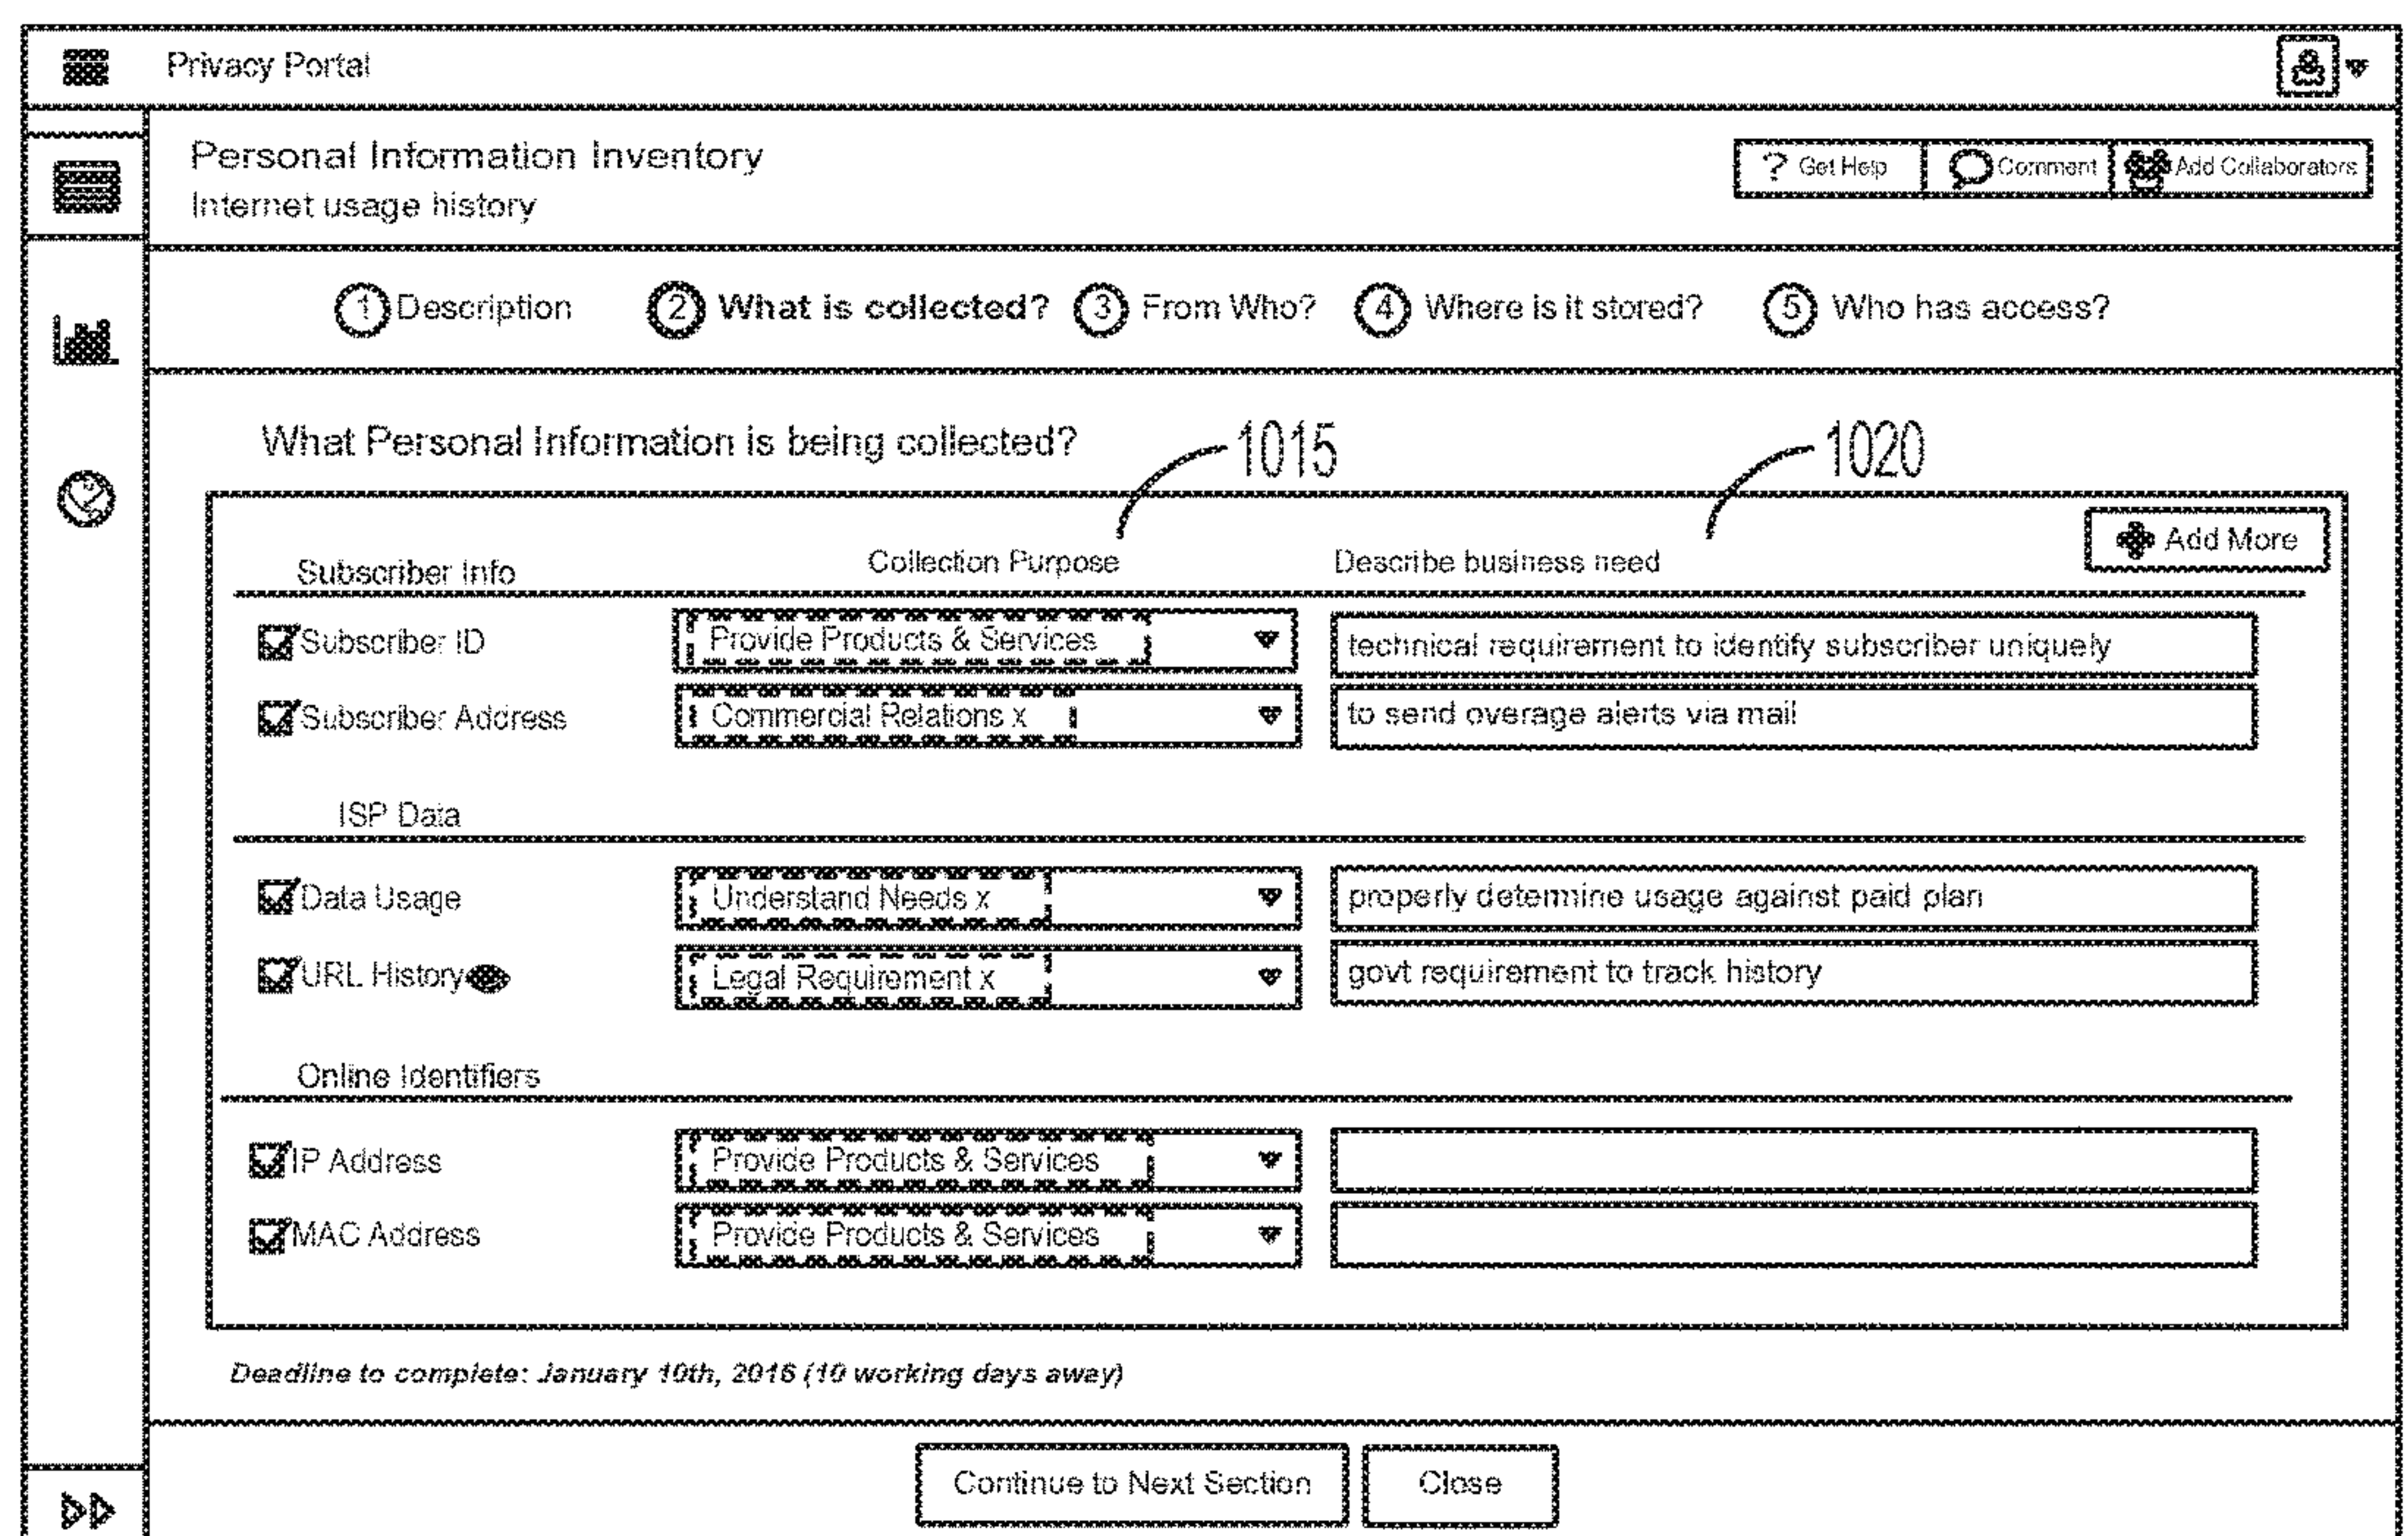 Privacy Portal
Personal Information Inventory
Internet usage history
? Get Help Comment Add Collaborators
1 Description 2 What is collected? 3 From Who? 4 Where is it stored? 5 Who has access?
What Personal Information is being collected? 1015 1020
Subscriber Info Collection Purpose Describe business need Add More
Subscriber ID Provide Products & Services technical requirement to identify subscriber uniquely
Subscriber Address Commercial Relations x to send overage alerts via mail
ISP Data
Data Usage Understand Needs x properly determine usage against paid plan
URL History Legal Requirement x govt requirement to track history
Online Identifiers
IP Address Provide Products & Services
MAC Address Provide Products & Services
Deadline to complete: January 10th, 2016 (10 working days away)
Continue to Next Section Close